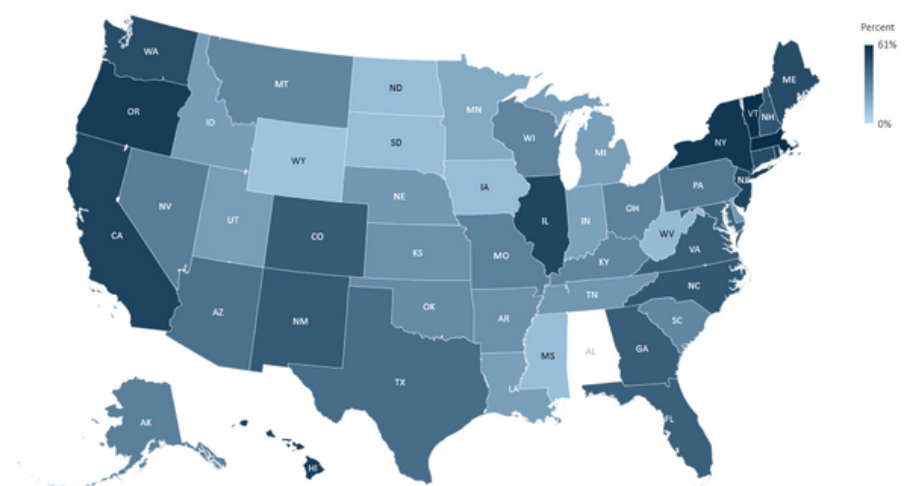 Percent
61%
0%
WA
OR
CA
NV
ID
MT
WY
UT
AZ
CO
NM
ND
SD
NE
KS
OK
TX
MN
IA
MO
AR
LA
WI
IL
MS
MI
IN
OH
KY
TN
AL
GA
FL
SC
NC
VA
WV
PA
NY
VT
NH
ME
AK
HI